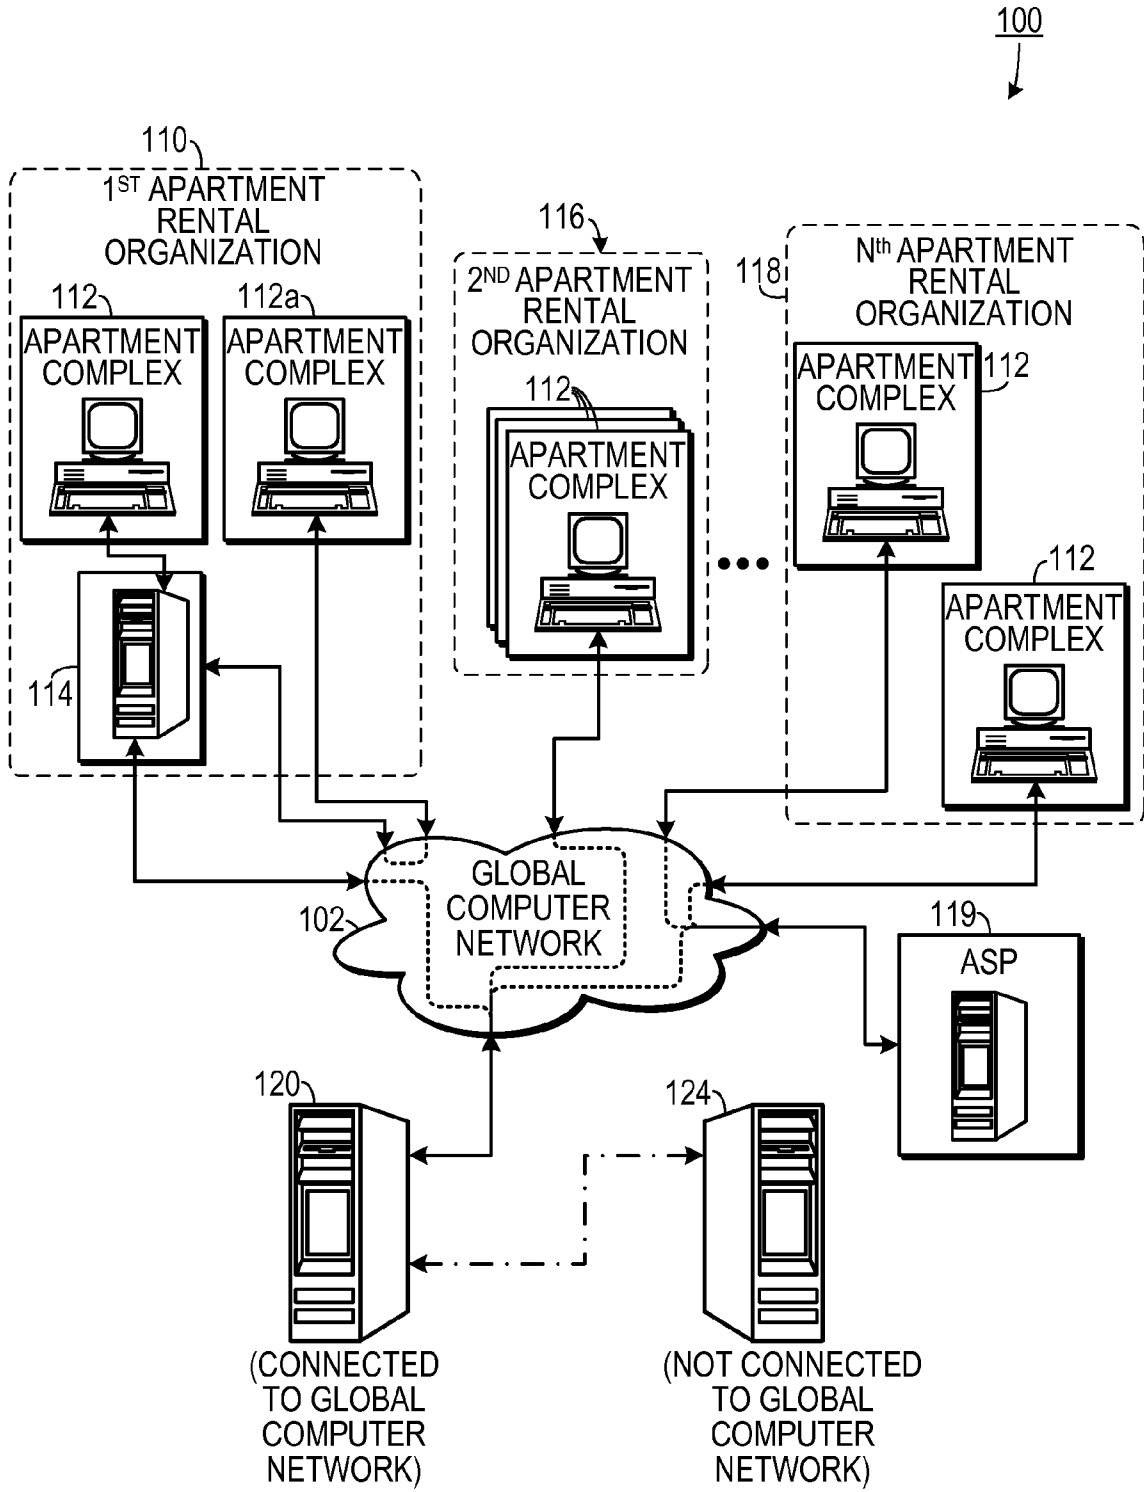 100
110
1ST APARTMENT
RENTAL
ORGANIZATION
112
APARTMENT
COMPLEX
112a
APARTMENT
COMPLEX
114
116
2ND APARTMENT
RENTAL
ORGANIZATION
112
APARTMENT
COMPLEX
118
Nth APARTMENT
RENTAL
ORGANIZATION
APARTMENT
COMPLEX
112
112
APARTMENT
COMPLEX
102
GLOBAL
COMPUTER
NETWORK
119
ASP
120
(CONNECTED
TO GLOBAL
COMPUTER
NETWORK)
124
(NOT CONNECTED
TO GLOBAL
COMPUTER
NETWORK)